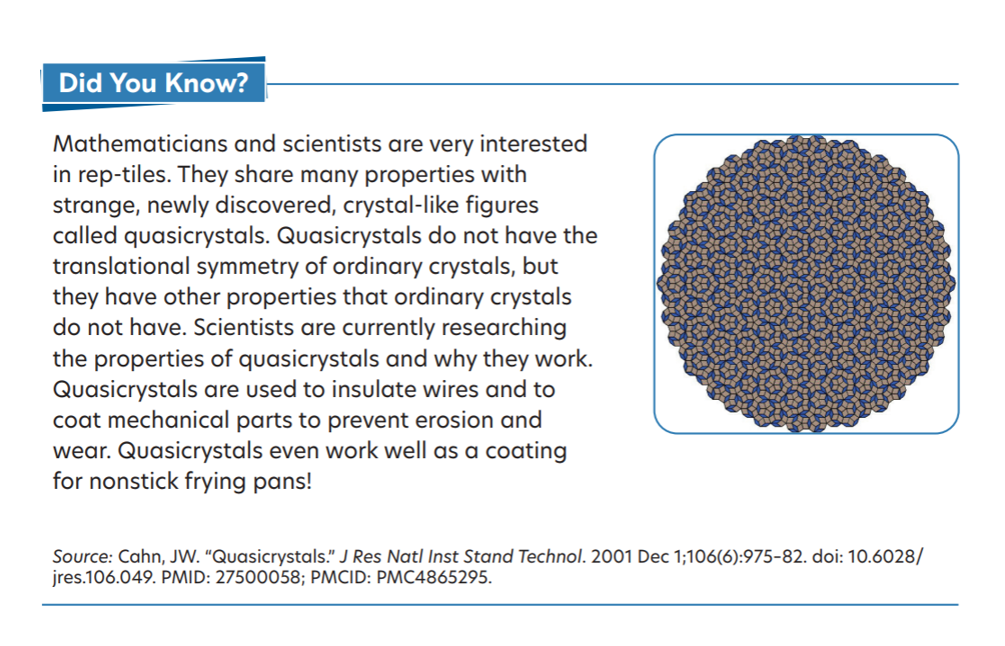 Did You Know?
Mathematicians and scientists are very interested
in rep-tiles. They share many properties with
strange, newly discovered, crystal-like figures
called quasicrystals. Quasicrystals do not have the
translational symmetry of ordinary crystals, but
they have other properties that ordinary crystals
do not have. Scientists are currently researching
the properties of quasicrystals and why they work.
Quasicrystals are used to insulate wires and to
coat mechanical parts to prevent erosion and
wear. Quasicrystals even work well as a coating
for nonstick frying pans!
Source: Cahn, JW. “Quasicrystals.” J Res Natl Inst Stand Technol. 2001 Dec 1;106(6):975–82. doi: 10.6028/
jres.106.049. PMID: 27500058; PMCID: PMC4865295.